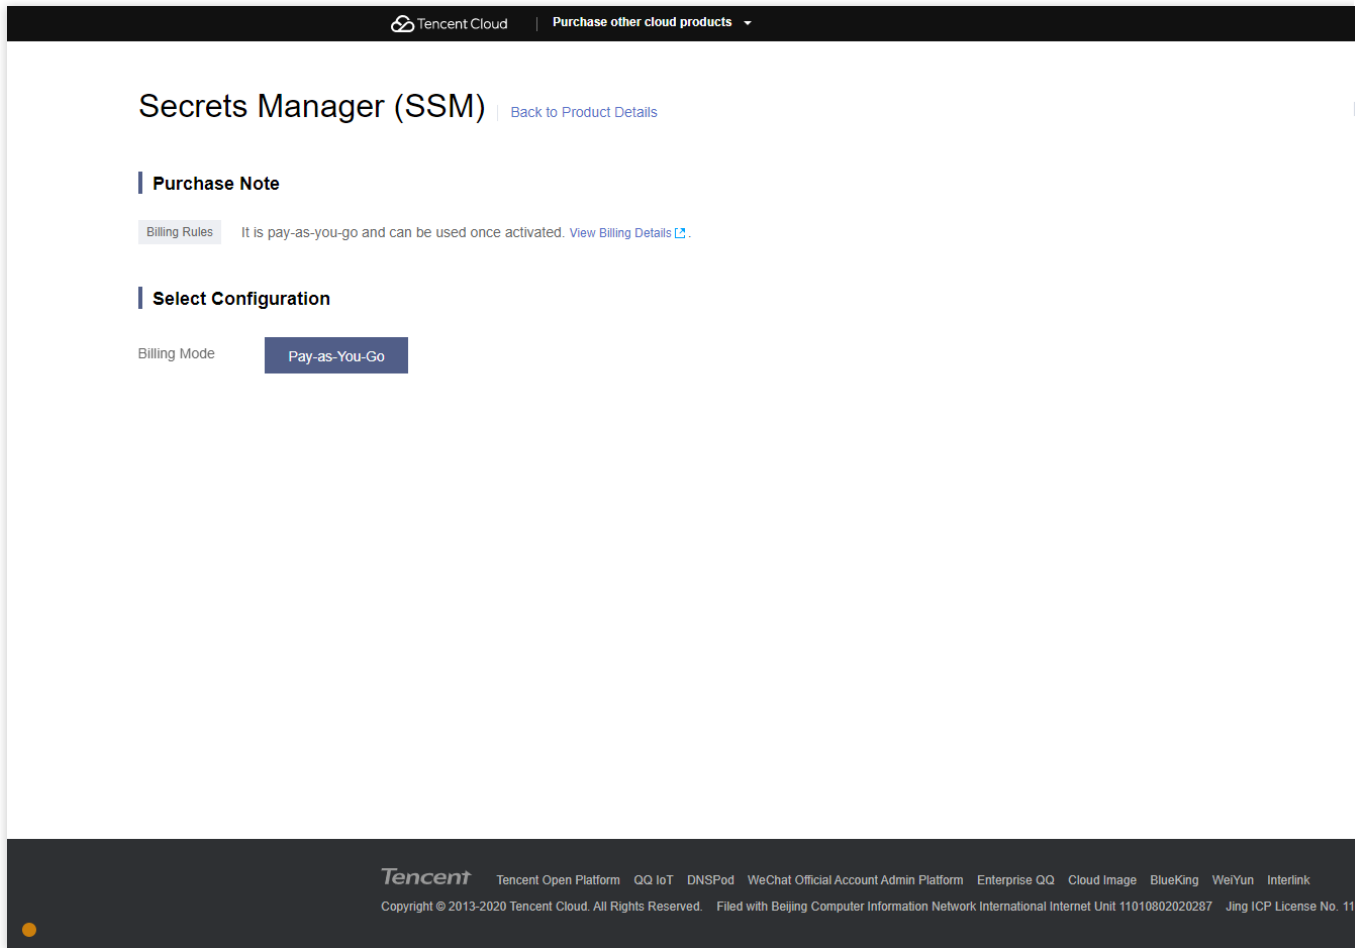 Tencent Cloud | Purchase other cloud products
Secrets Manager (SSM) Back to Product Details
Purchase Note
Billing Rules It is pay-as-you-go and can be used once activated. View Billing Details.
Select Configuration
Billing Mode Pay-as-You-Go
Tencent Tencent Open Platform QQ IoT DNSPod WeChat Official Account Admin Platform Enterprise QQ Cloud Image BlueKing WeiYun Interlink
Copyright © 2013-2020 Tencent Cloud. All Rights Reserved. Filed with Beijing Computer Information Network International Internet Unit 11010802020287 Jing ICP License No. 11